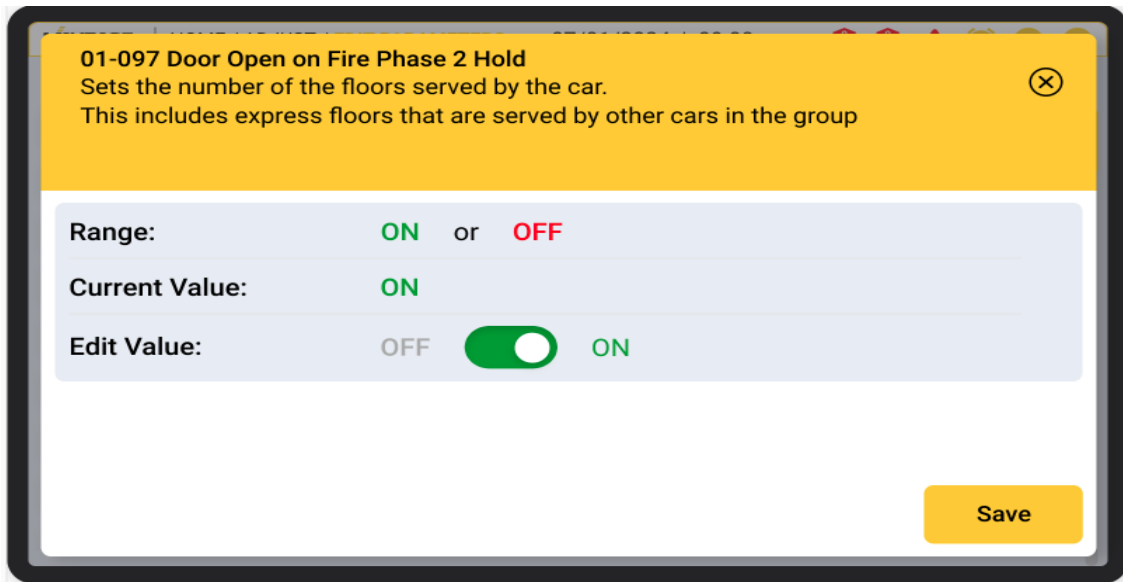 01-097 Door Open on Fire Phase 2 Hold
Sets the number of the floors served by the car.
This includes express floors that are served by other cars in the group
Range: ON or OFF
Current Value: ON
Edit Value: OFF ON
Save